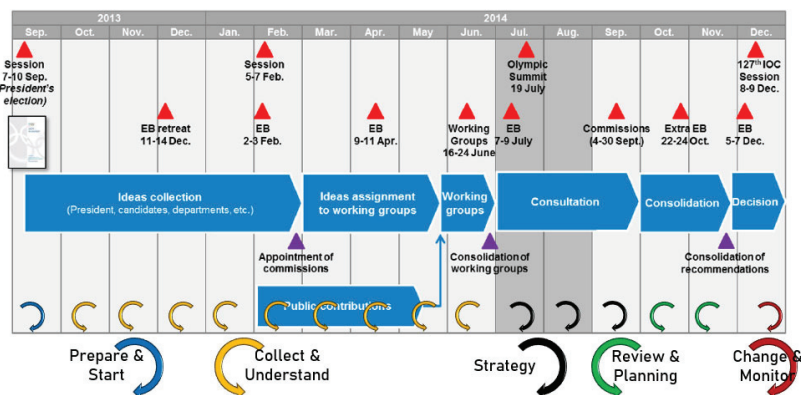 2013 2014
Sep. Oct. Nov. Dec. Jan. Feb. Mar. Apr. May Jun. Jul. Aug. Sep. Oct. Nov. Dec.
Session
7-10 Sep.
(President's
election)
Session
5-7 Feb.
Olympic
Summit
19 July
127th IOC
Session
8-9 Dec.
EB retreat
11-14 Dec.
EB
2-3 Feb.
EB
9-11 Apr.
Working
Groups
16-24 June
EB
7-9 July
Commissions
(4-30 Sept.)
Extra EB
22-24 Oct.
EB
5-7 Dec.
Ideas collection
(President, candidates, departments, etc.)
Ideas assignment
to working groups
Working
groups
Consultation
Consolidation
Decision
Appointment of
commissions
Consolidation of
working groups
Consolidation of
recommendations
Public contributions
Prepare &
Start
Collect &
Understand
Strategy
Review &
Planning
Change &
Monitor